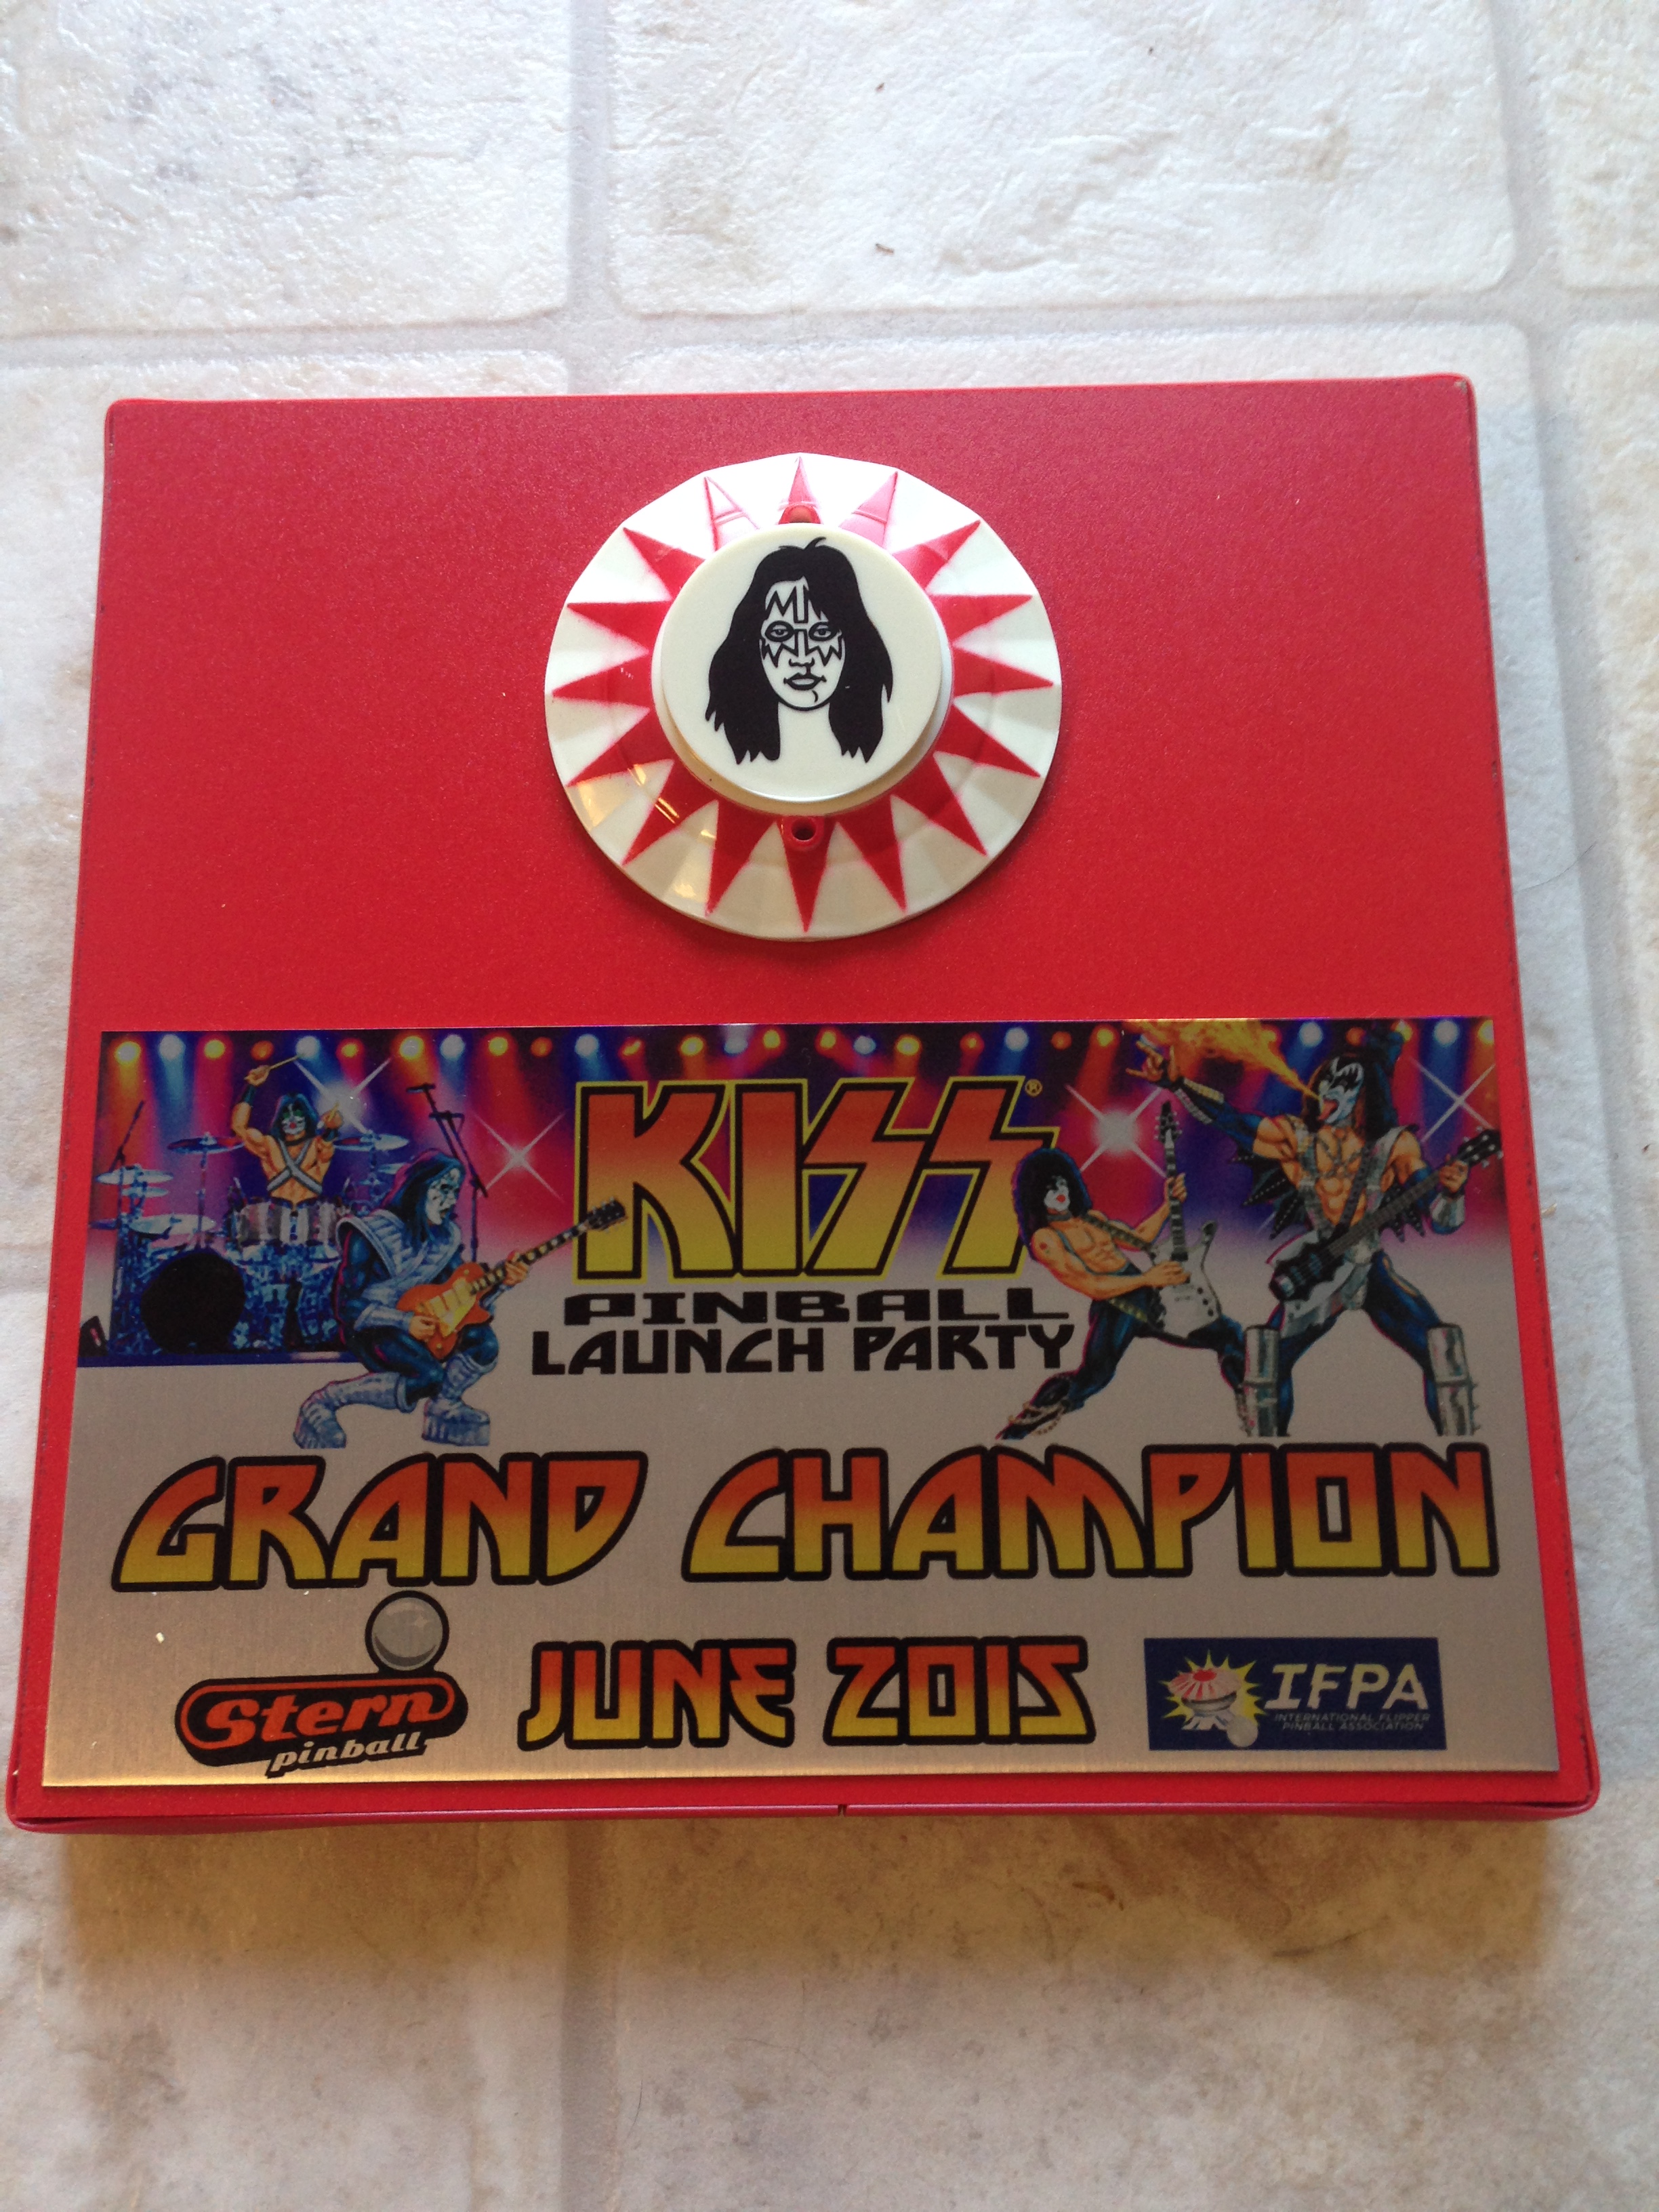 KISS®
PINBALL
LAUNCH PARTY
GRAND CHAMPION
Stern
pinball
JUNE 2015
IFPA
INTERNATIONAL FLIPPER
PINBALL ASSOCIATION